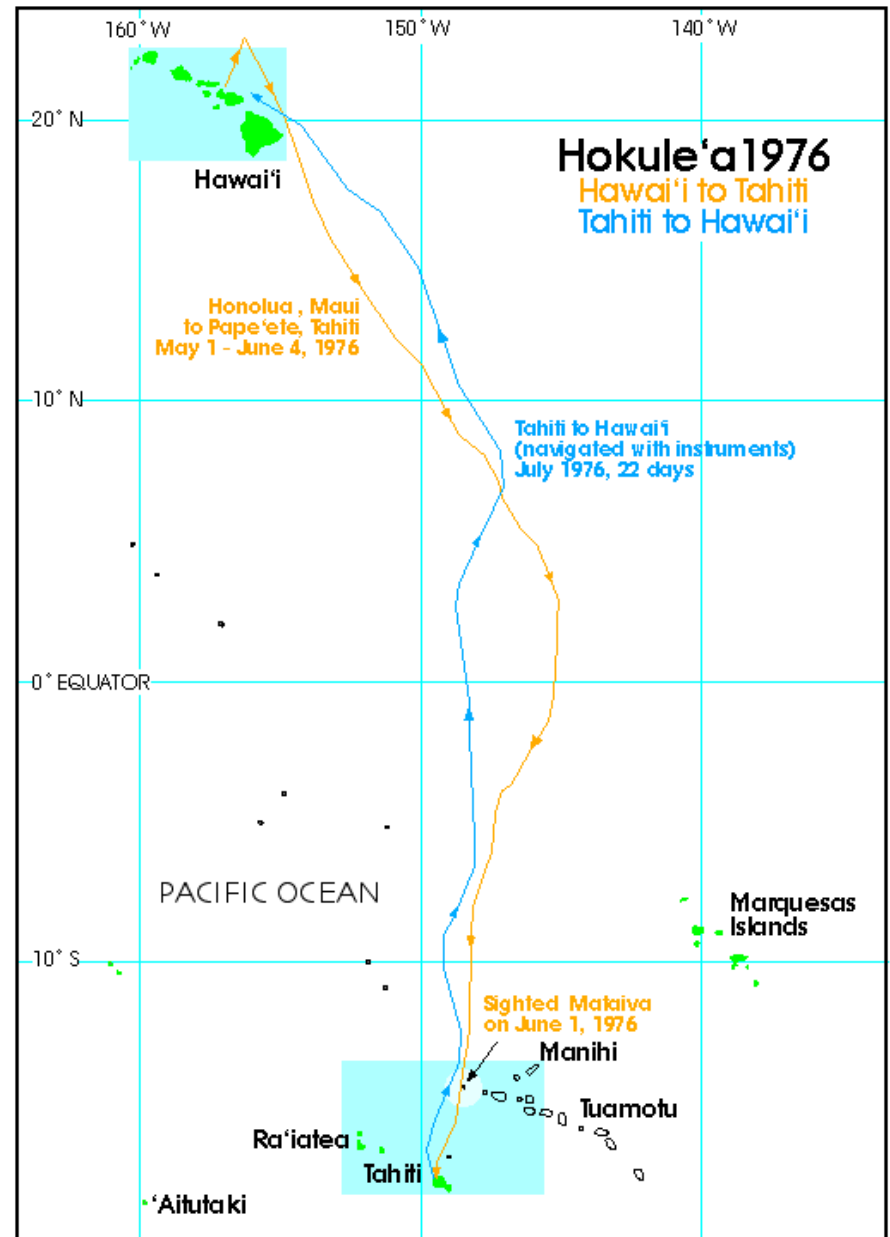 160°W
150°W
140°W
20°N
Hokule‘a1976
Hawai‘i to Tahiti
Tahiti to Hawai‘i
Hawai‘i
Honolua , Maui
to Pape‘ete, Tahiti
May 1 - June 4, 1976
10°N
Tahiti to Hawai‘i
(navigated with instruments)
July 1976, 22 days
0° EQUATOR
PACIFIC OCEAN
Marquesas
Islands
10°S
Sighted Mataiva
on June 1, 1976
Manihi
Tuamotu
Ra‘iatea
Tahiti
‘Aitutaki